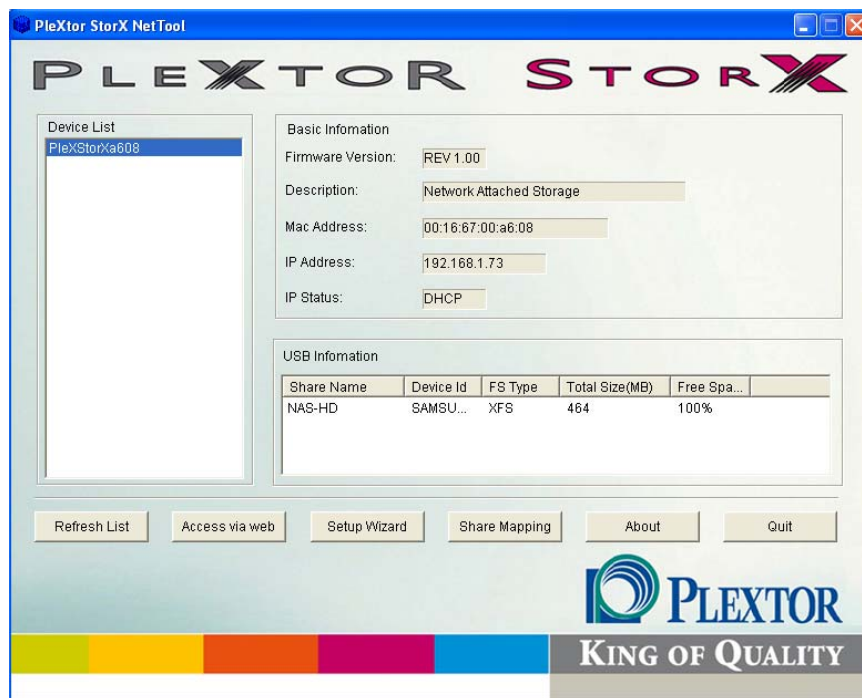 PleXtor StorX NetTool
PLEXTOR STORX
Device List
PleXStorXa608
Basic Infomation
Firmware Version: REV 1.00
Description: Network Attached Storage
Mac Address: 00:16:67:00:a6:08
IP Address: 192.168.1.73
IP Status: DHCP
USB Infomation
Share Name Device Id FS Type Total Size(MB) Free Spa...
NAS-HD SAMSU... XFS 464 100%
Refresh List Access via web Setup Wizard Share Mapping About Quit
PLEXTOR
KING OF QUALITY